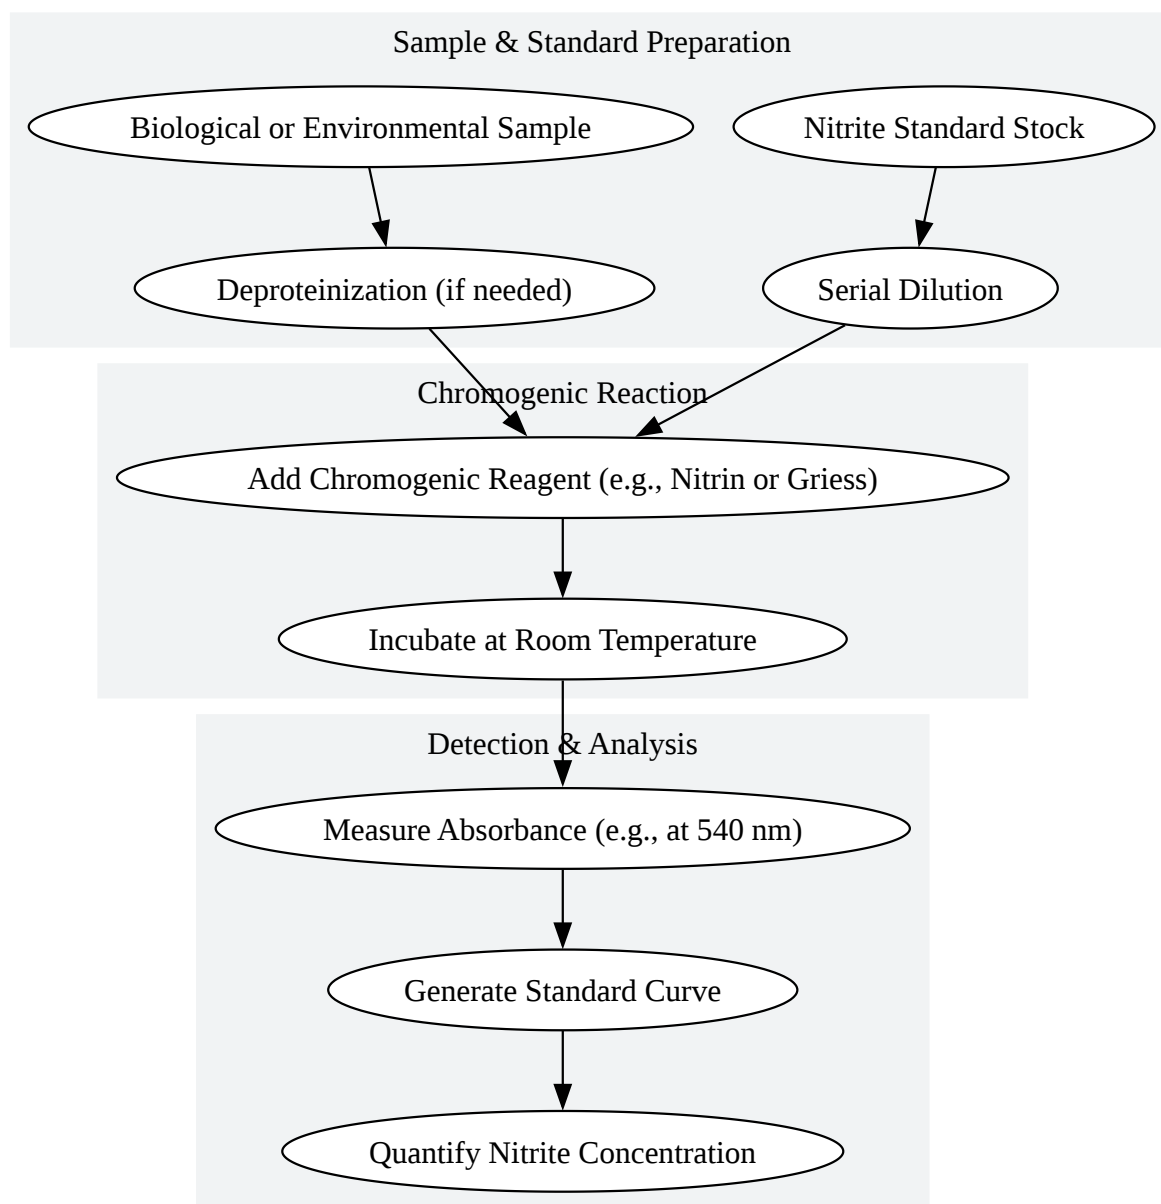 Sample & Standard Preparation
Biological or Environmental Sample
Nitrite Standard Stock
Deproteinization (if needed)
Serial Dilution
Chromogenic Reaction
Add Chromogenic Reagent (e.g., Nitrin or Griess)
Incubate at Room Temperature
Detection & Analysis
Measure Absorbance (e.g., at 540 nm)
Generate Standard Curve
Quantify Nitrite Concentration